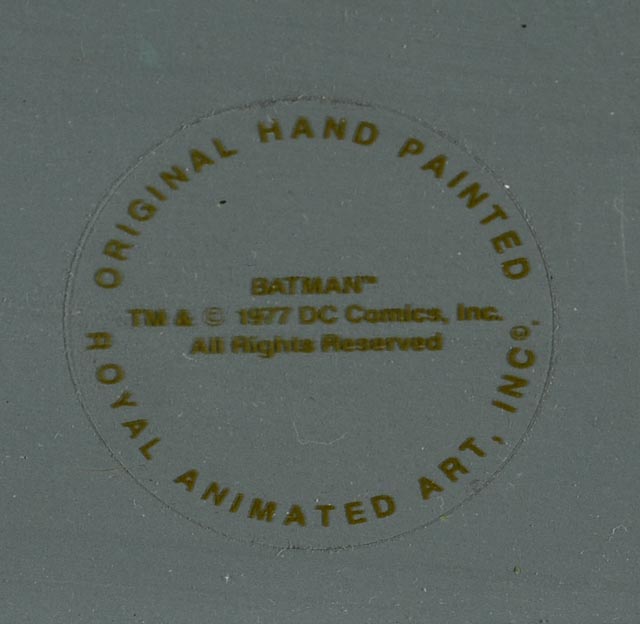 ORIGINAL HAND PAINTED
BATMAN™
TM & © 1977 DC Comics, Inc.
All Rights Reserved
ROYAL ANIMATED ART, INC©.